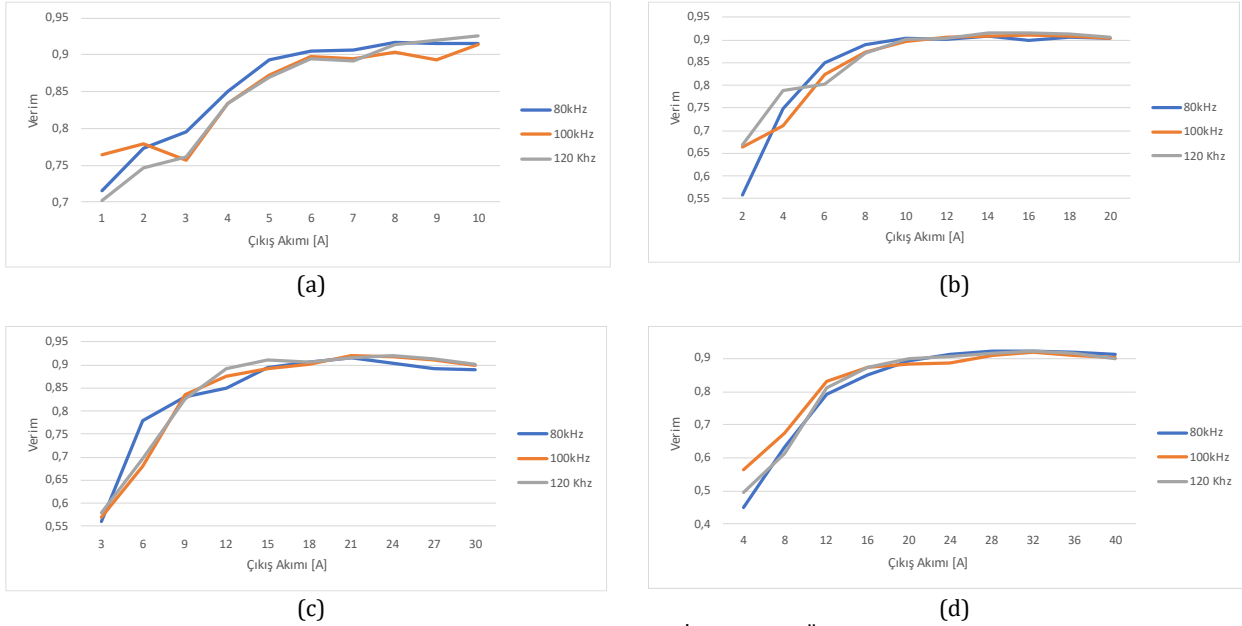 0,95
0,9
0,85
0,8
0,75
0,7
Verim
1 2 3 4 5 6 7 8 9 10
Çıkış Akımı [A]
80kHz
100kHz
120 Khz
(a)
0,95
0,9
0,85
0,8
0,75
0,7
0,65
0,6
0,55
Verim
2 4 6 8 10 12 14 16 18 20
Çıkış Akımı [A]
80kHz
100kHz
120 Khz
(b)
0,95
0,9
0,85
0,8
0,75
0,7
0,65
0,6
0,55
Verim
3 6 9 12 15 18 21 24 27 30
Çıkış Akımı [A]
80kHz
100kHz
120 Khz
(c)
0,9
0,8
0,7
0,6
0,5
0,4
Verim
4 8 12 16 20 24 28 32 36 40
Çıkış Akımı [A]
80kHz
100kHz
120 Khz
(d)